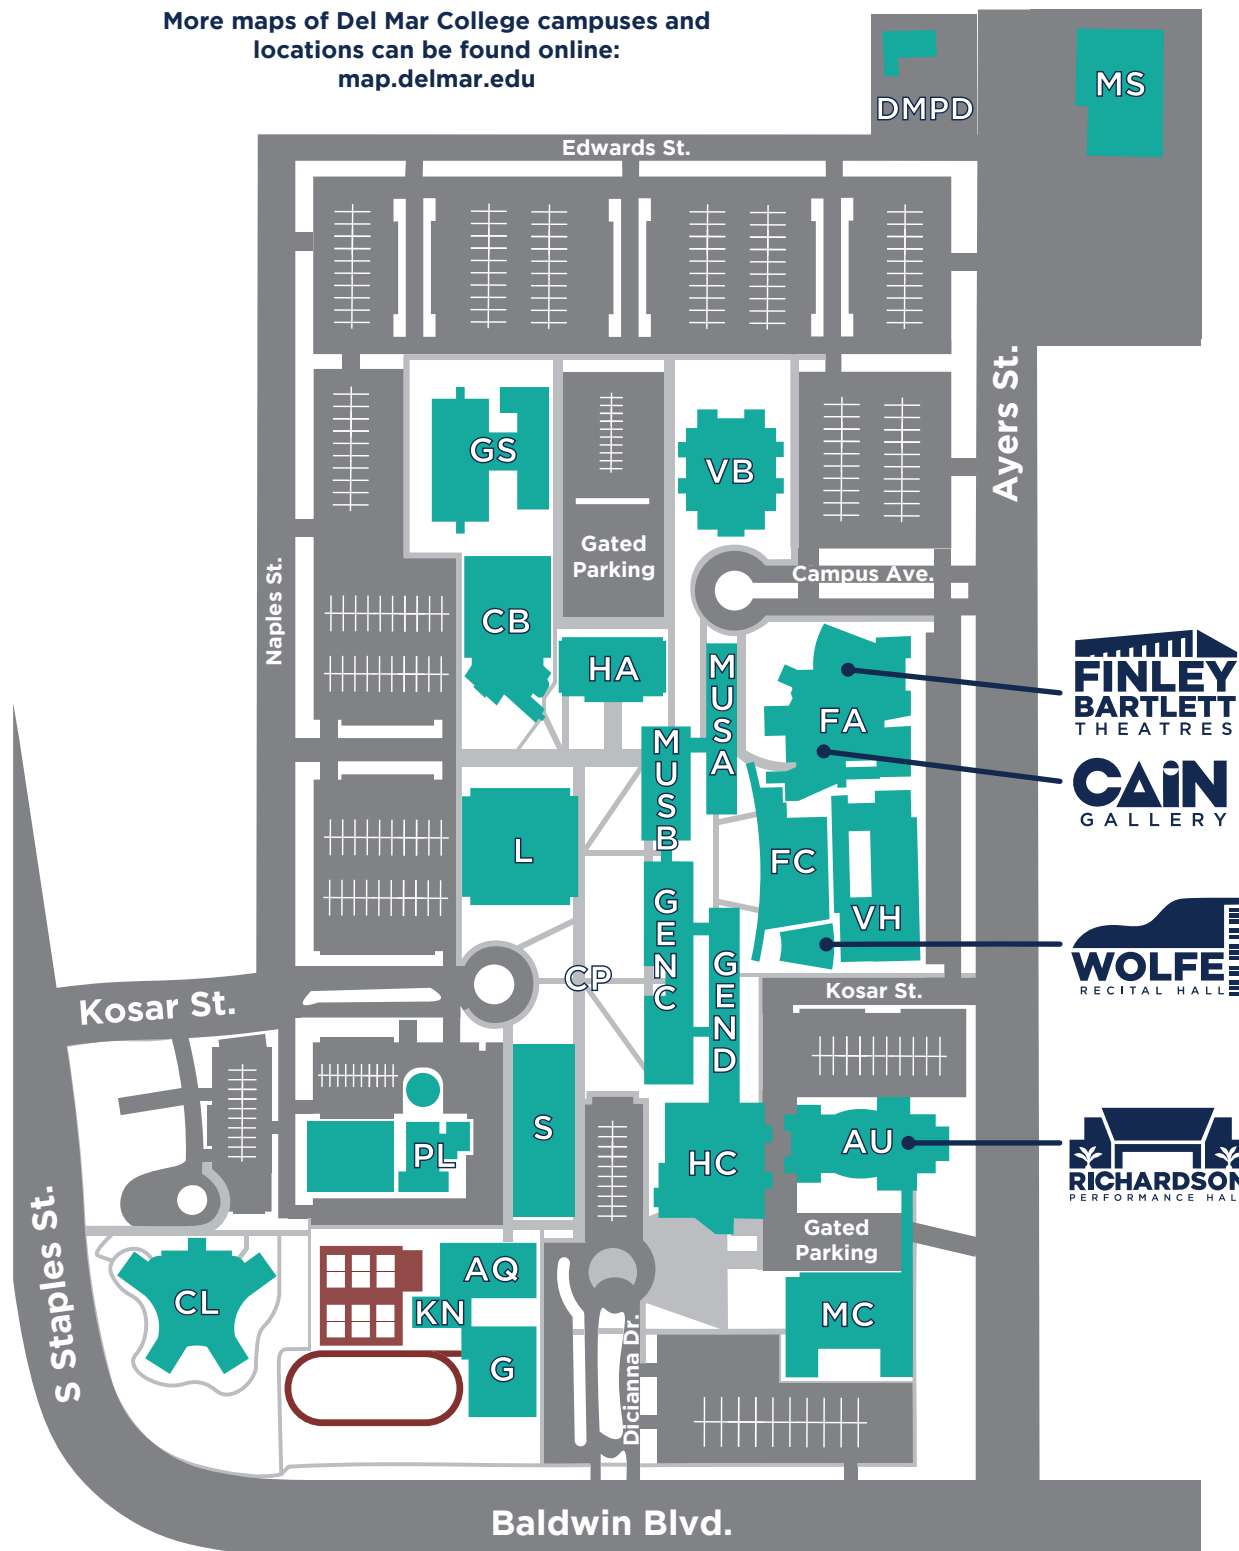 More maps of Del Mar College campuses and
locations can be found online:
map.delmar.edu
MS
DMPD
Edwards St.
Ayers St.
GS
VB
Gated
Parking
Campus Ave.
Naples St.
CB
HA
MUSA
FA
FINLEY
BARTLETT
THEATRES
MUSB
CAIN
GALLERY
L
FC
VH
GENC
GEND
WOLFE
RECITAL HALL
CP
Kosar St.
Kosar St.
S
PL
HC
AU
RICHARDSON
PERFORMANCE HALL
Gated
Parking
S Staples St.
AQ
CL
KN
MC
G
Dicianna Dr.
Baldwin Blvd.